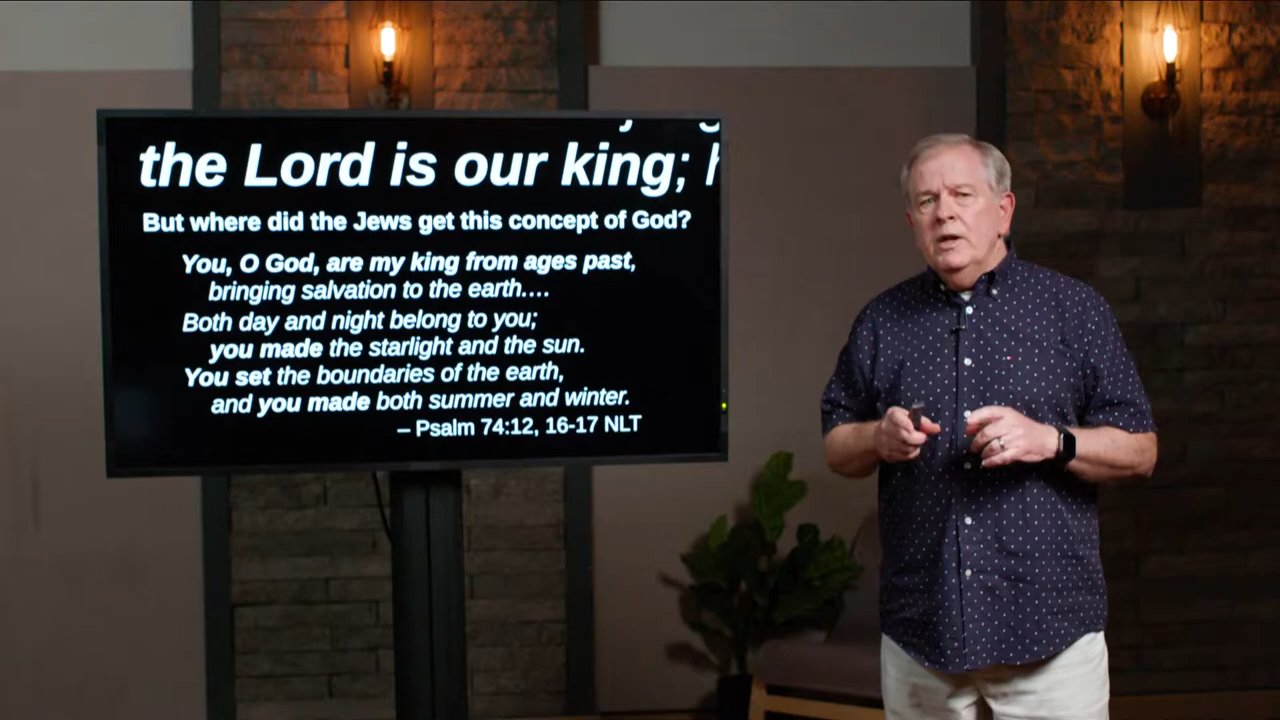 the Lord is our king;
But where did the Jews get this concept of God?
You, O God, are my king from ages past,
bringing salvation to the earth....
Both day and night belong to you;
you made the starlight and the sun.
You set the boundaries of the earth,
and you made both summer and winter.
– Psalm 74:12, 16-17 NLT